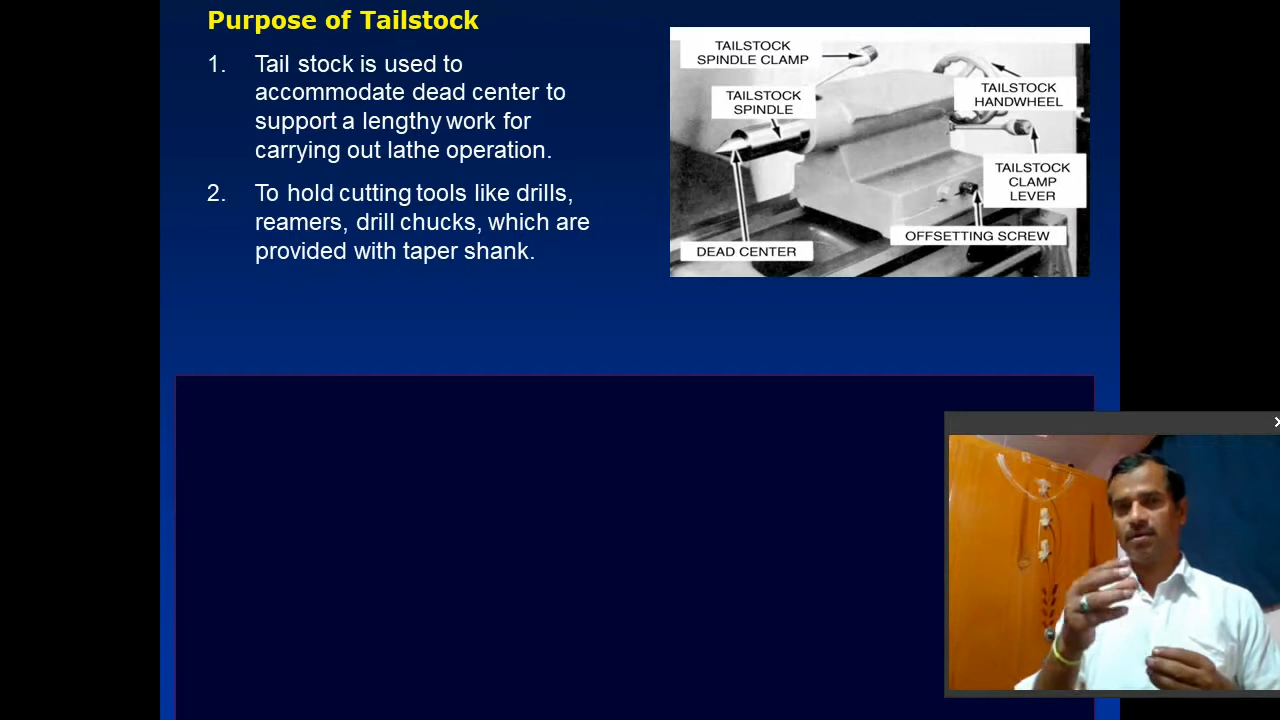 Purpose of Tailstock
1. Tail stock is used to
accommodate dead center to
support a lengthy work for
carrying out lathe operation.
2. To hold cutting tools like drills,
reamers, drill chucks, which are
provided with taper shank.
TAILSTOCK
SPINDLE CLAMP
TAILSTOCK
SPINDLE
TAILSTOCK
HANDWHEEL
TAILSTOCK
CLAMP
LEVER
OFFSETTING SCREW
DEAD CENTER